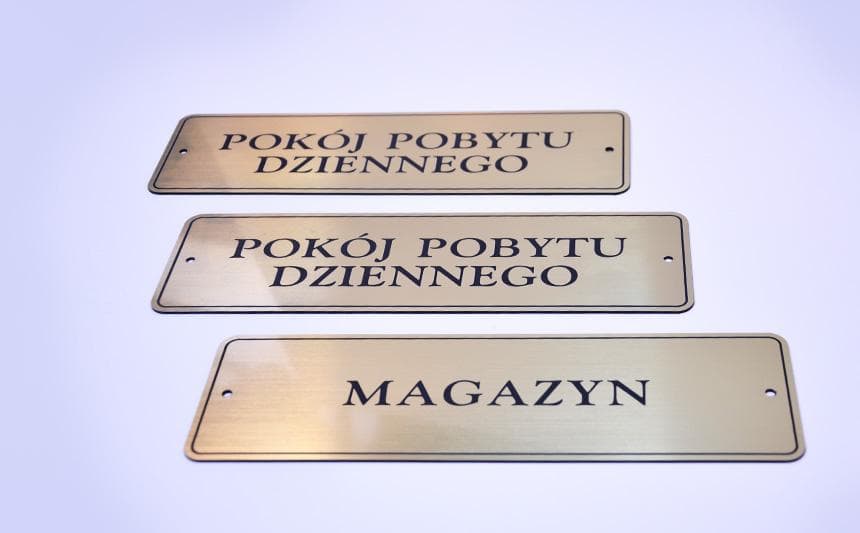 POKÓJ POBYTU
DZIENNEGO
POKÓJ POBYTU
DZIENNEGO
MAGAZYN